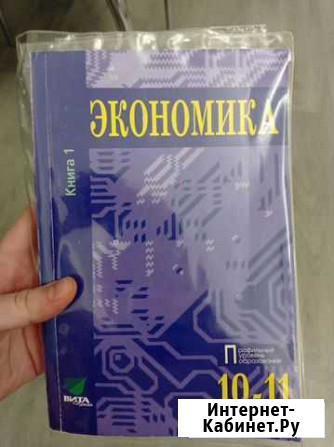 ЭКОНОМИКА
Книга 1
Профильный
уровень
образования
10-11
ВИТА
Интернет-
Кабинет.Ру